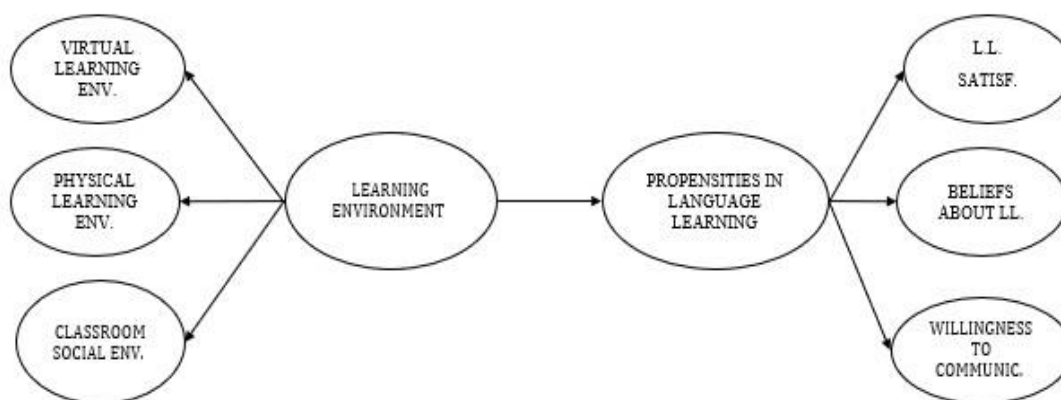 VIRTUAL
LEARNING
ENV.
PHYSICAL
LEARNING
ENV.
CLASSROOM
SOCIAL ENV.
LEARNING
ENVIRONMENT
PROPENSITIES IN
LANGUAGE
LEARNING
L.L.
SATISF.
BELIEFS
ABOUT LL.
WILLINGNESS
TO
COMMUNIC.